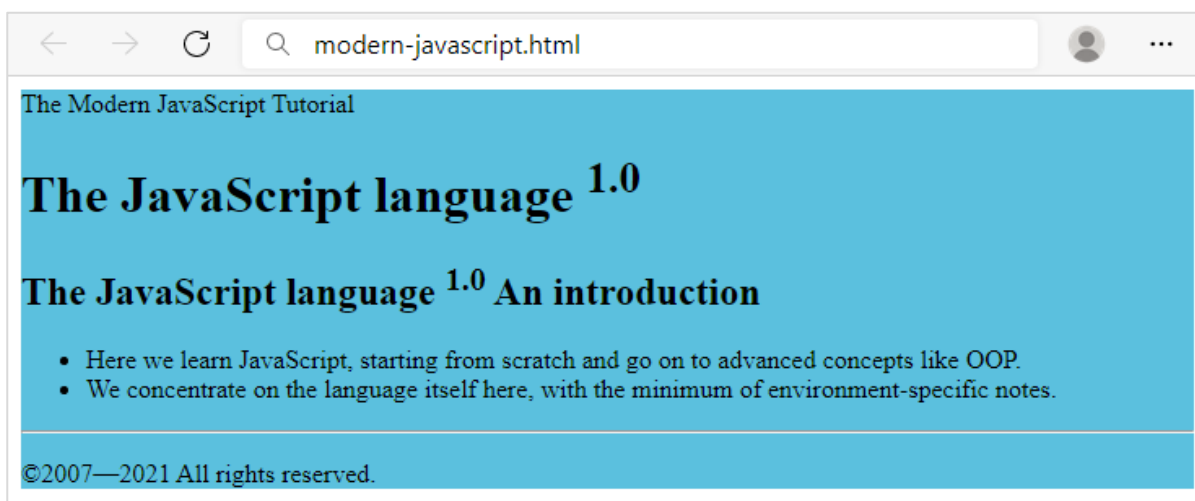 modern-javascript.html
The Modern JavaScript Tutorial
The JavaScript language 1.0
The JavaScript language 1.0 An introduction
• Here we learn JavaScript, starting from scratch and go on to advanced concepts like OOP.
• We concentrate on the language itself here, with the minimum of environment-specific notes.
©2007—2021 All rights reserved.